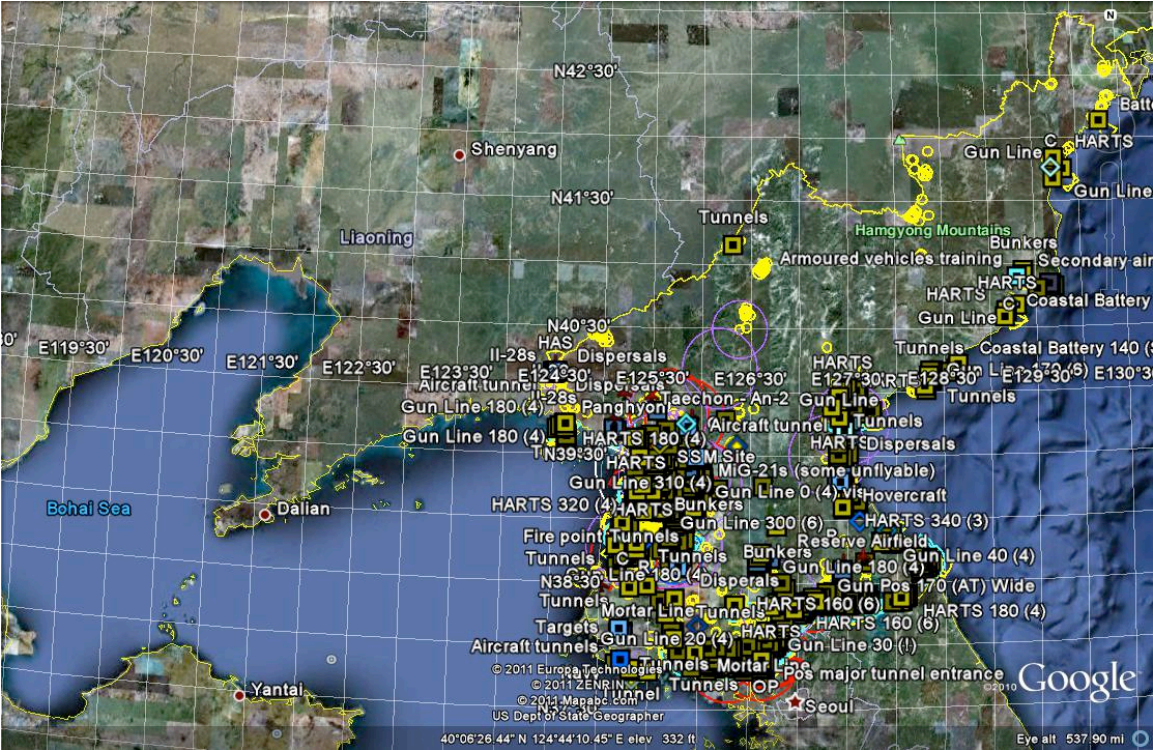 N
N42°30'
Batt
C HARTS
Gun Line
Shenyang
Gun Line
N41°30'
Tunnels
Liaoning
Hamgyong Mountains
Bunkers
Armoured vehicles training
Secondary air
HARTS
HARTS
C Coastal Battery
Gun Line
N40°30'
HAS
Il-28s Dispersals
Tunnels Coastal Battery 140 (
E119°30' E120°30' E121°30' E122°30' E123°30' E124°30' E125°30' E126°30' E127°30' E128°30' E129°30' E130°3
HARTS
Gun Line 170 (6)
Aircraft tunnel
Dispersals
Tunnels
Il-28s
Taechon - An-2
Gun Line
Gun Line 180 (4) Panghyon
Aircraft tunnel Tunnels
Gun Line 180 (4)
HARTS 180 (4)
HARTS Dispersals
N39°30'
HARTS SSM Site
MiG-21s (some unflyable)
Gun Line 310 (4)
Gun Line 0 (4) Hovercraft
HARTS 320 (4) HARTS Bunkers
Bohai Sea
Dalian
Gun Line 300 (6) HARTS 340 (3)
Fire point Tunnels
Reserve Airfield
Tunnels Tunnels Bunkers Gun Line 40 (4)
C
Gun Line 180 (4)
N38°30' Line 180 (4 Disperals
Gun Pos 170 (AT) Wide
Tunnels
Mortar Line Tunnels HARTS 160 (6) HARTS 180 (4)
Targets HARTS 160 (6)
Gun Line 20 (4) HARTS
Aircraft tunnels Gun Line 30 (!)
© 2011 Europa Technologies
Tunnels Mortar L Pos major tunnel entrance
© 2011 ZENRIN
Tunnels OP
©2010 Google
Yantai
© 2011 Mapabc.com
Tunnel
Seoul
US Dept of State Geographer
40°06'26.44" N 124°44'10.45" E elev 332 ft Eye alt 537.90 mi